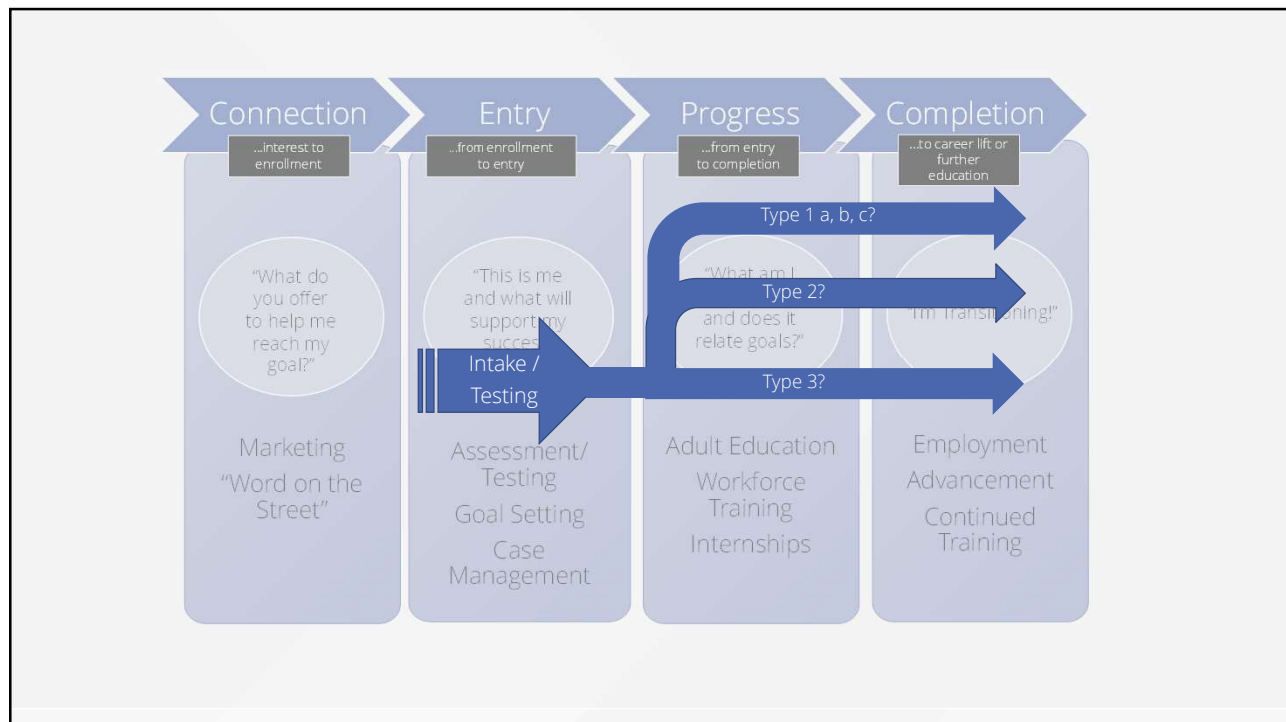 Connection
...interest to
enrollment
“What do
you offer
to help me
reach my
goal?”
Marketing
“Word on the
Street”
Entry
...from enrollment
to entry
“This is me
and what will
support my
Intake /
Testing
Assessment/
Testing
Goal Setting
Case
Management
Progress
...from entry
to completion
Type 1 a, b, c?
“What am I
Type 2?
and does it
relate goals?”
Type 3?
Adult Education
Workforce
Training
Internships
Completion
...to career lift or
further
education
“I’m Transitioning!”
Employment
Advancement
Continued
Training